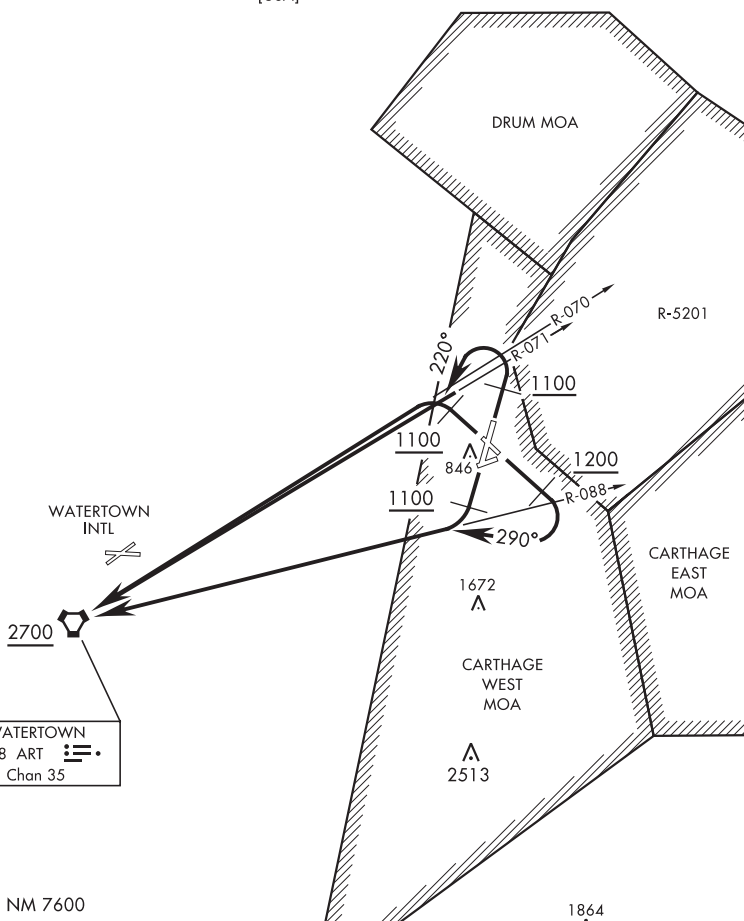 DRUM MOA
R-070
R-071
R-5201
220°
1100
1100
846
1200
1100
R-088
290°
WATERTOWN
INTL
CARTHAGE
EAST
MOA
1672
2700
CARTHAGE
WEST
MOA
ART
Chan 35
2513
NM 7600
1864